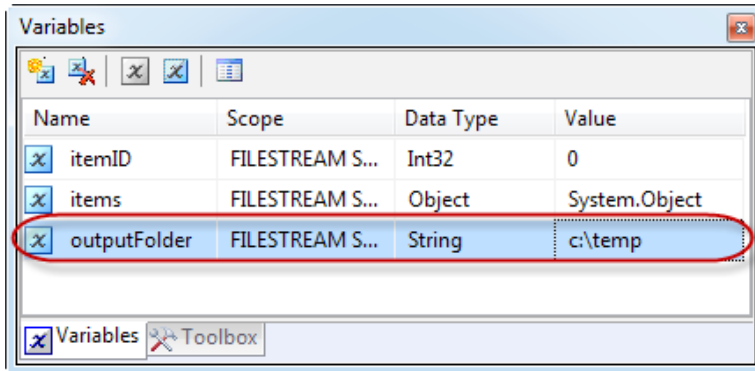 Variables
Name Scope Data Type Value
itemID FILESTREAM S... Int32 0
items FILESTREAM S... Object System.Object
outputFolder FILESTREAM S... String c:\temp
Variables Toolbox